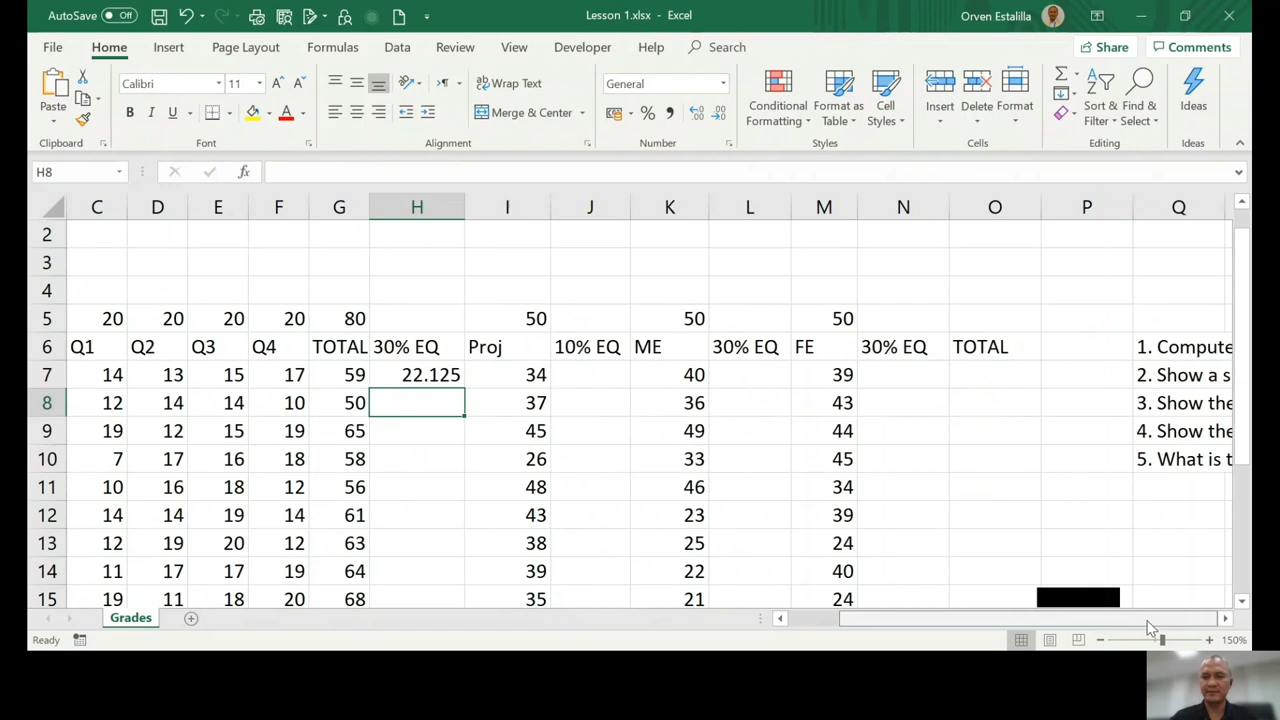 AutoSave Off Lesson 1.xlsx - Excel Orven Estalilla
File Home Insert Page Layout Formulas Data Review View Developer Help Search Share Comments
Paste Calibri 11 Wrap Text General Conditional Formatting Format as Table Cell Styles Insert Delete Format Sort & Filter Find & Select Ideas
B I U Merge & Center
Clipboard Font Alignment Number Styles Cells Editing Ideas
H8 fx
C D E F G H I J K L M N O P Q
2
3
4
5 20 20 20 20 80 50 50 50
6 Q1 Q2 Q3 Q4 TOTAL 30% EQ Proj 10% EQ ME 30% EQ FE 30% EQ TOTAL 1. Compute
7 14 13 15 17 59 22.125 34 40 39 2. Show a s
8 12 14 14 10 50 37 36 43 3. Show the
9 19 12 15 19 65 45 49 44 4. Show the
10 7 17 16 18 58 26 33 45 5. What is t
11 10 16 18 12 56 48 46 34
12 14 14 19 14 61 43 23 39
13 12 19 20 12 63 38 25 24
14 11 17 17 19 64 39 22 40
15 19 11 18 20 68 35 21 24
Grades
Ready 150%